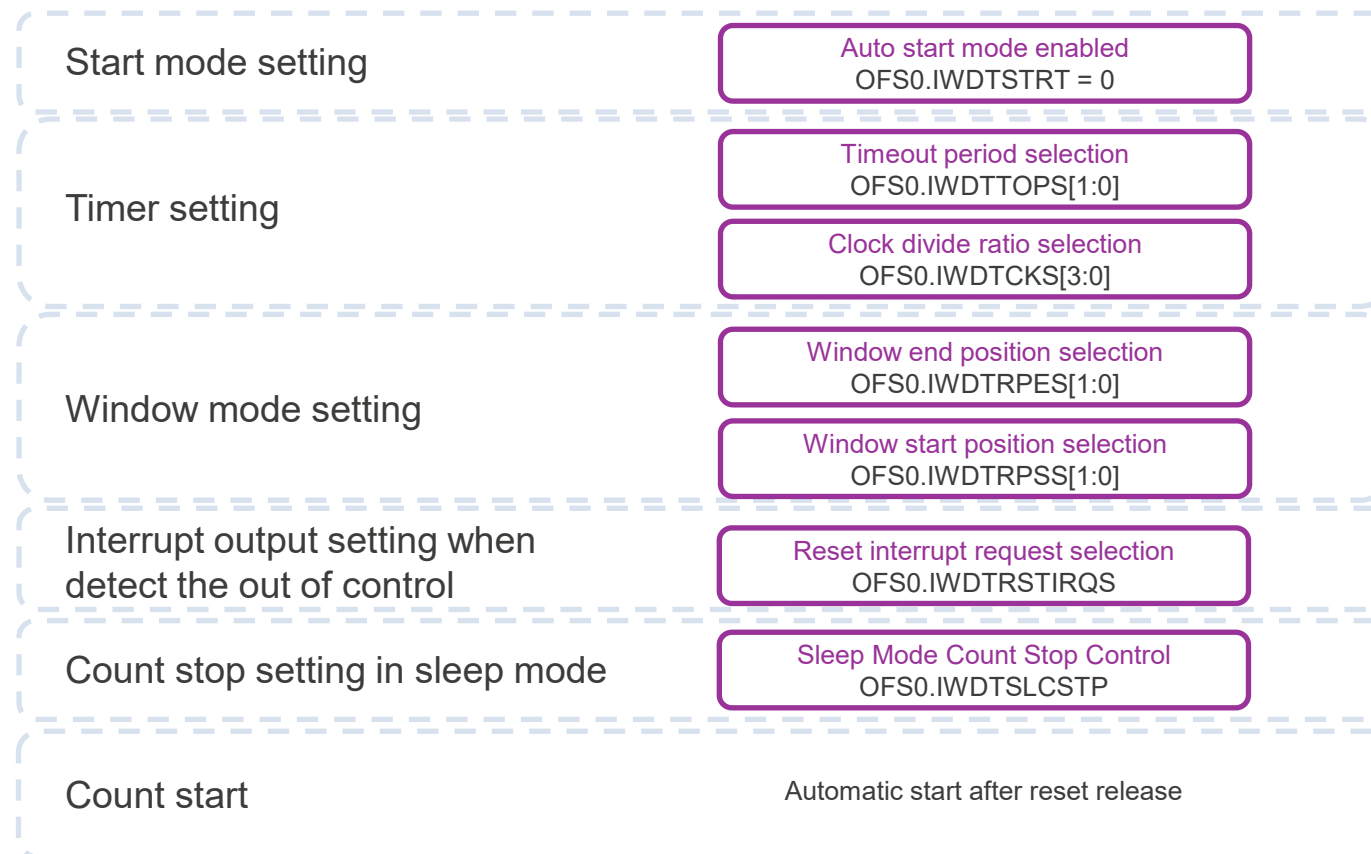 Start mode setting
Auto start mode enabled
OFS0.IWDTSTRT = 0
Timer setting
Timeout period selection
OFS0.IWDTTOPS[1:0]
Clock divide ratio selection
OFS0.IWDTCKS[3:0]
Window mode setting
Window end position selection
OFS0.IWDTRPES[1:0]
Window start position selection
OFS0.IWDTRPSS[1:0]
Interrupt output setting when
detect the out of control
Reset interrupt request selection
OFS0.IWDTRSTIRQS
Count stop setting in sleep mode
Sleep Mode Count Stop Control
OFS0.IWDTSLCSTP
Count start
Automatic start after reset release